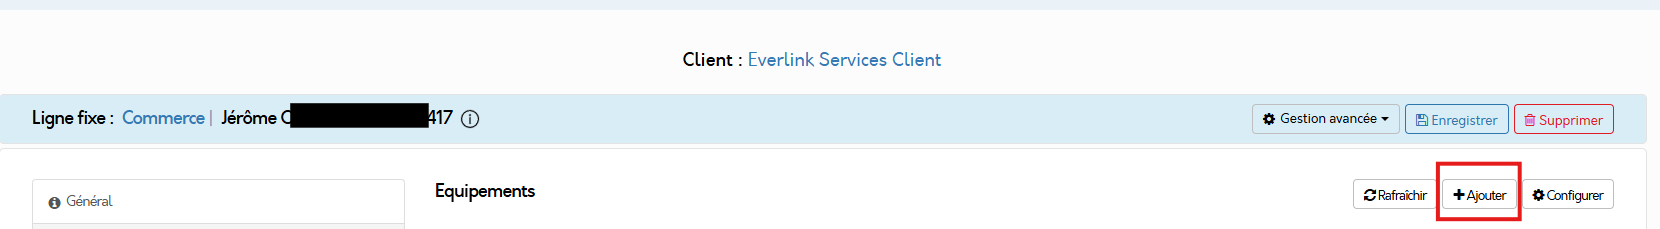 Client : Everlink Services Client
Ligne fixe : Commerce | Jérôme C 417
Gestion avancée
Enregistrer
Supprimer
Général
Equipements
Rafraîchir
Ajouter
Configurer